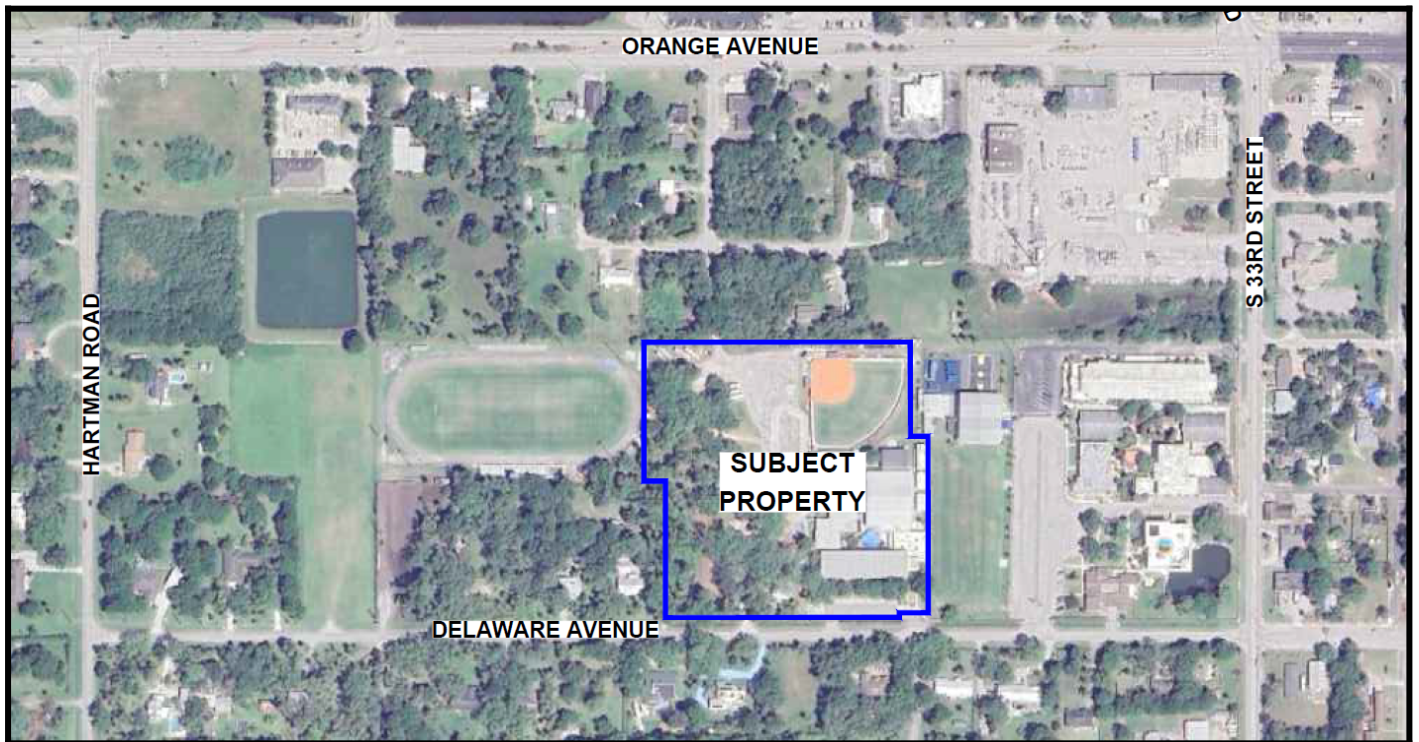 ORANGE AVENUE
S 33RD STREET
HARTMAN ROAD
SUBJECT
PROPERTY
DELAWARE AVENUE